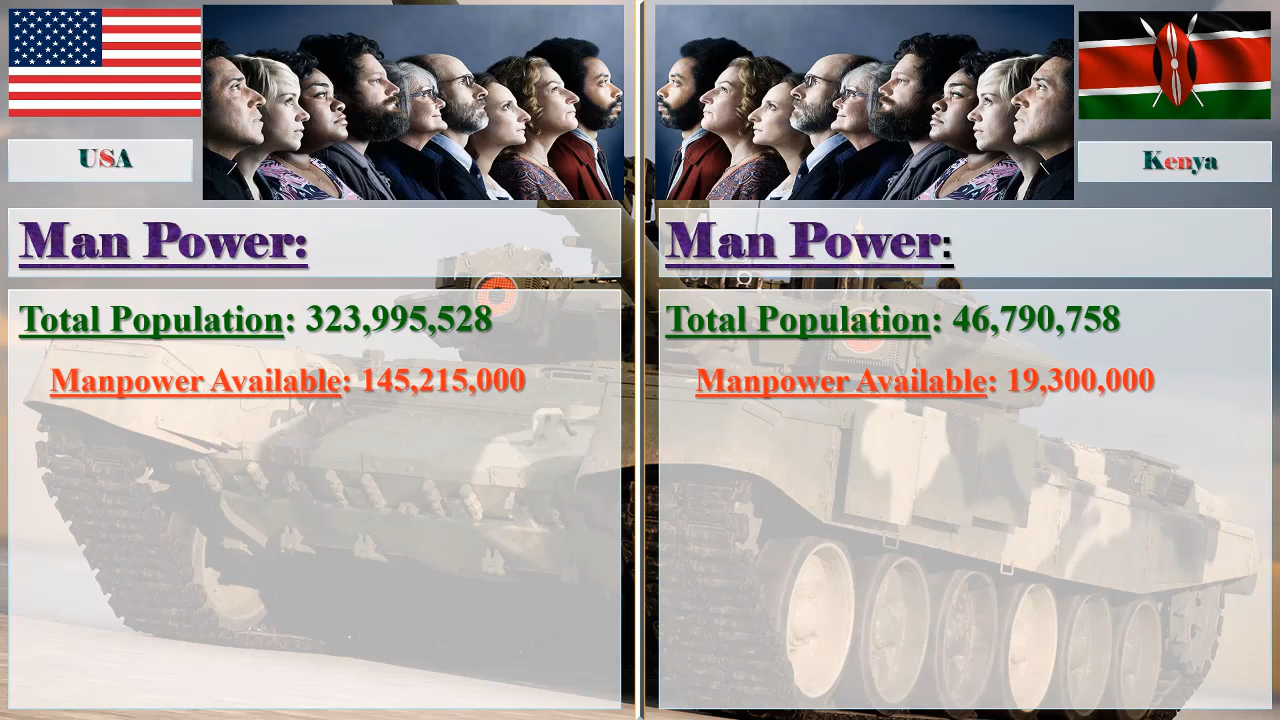 USA
Man Power:
Total Population: 323,995,528
Manpower Available: 145,215,000
Kenya
Man Power:
Total Population: 46,790,758
Manpower Available: 19,300,000